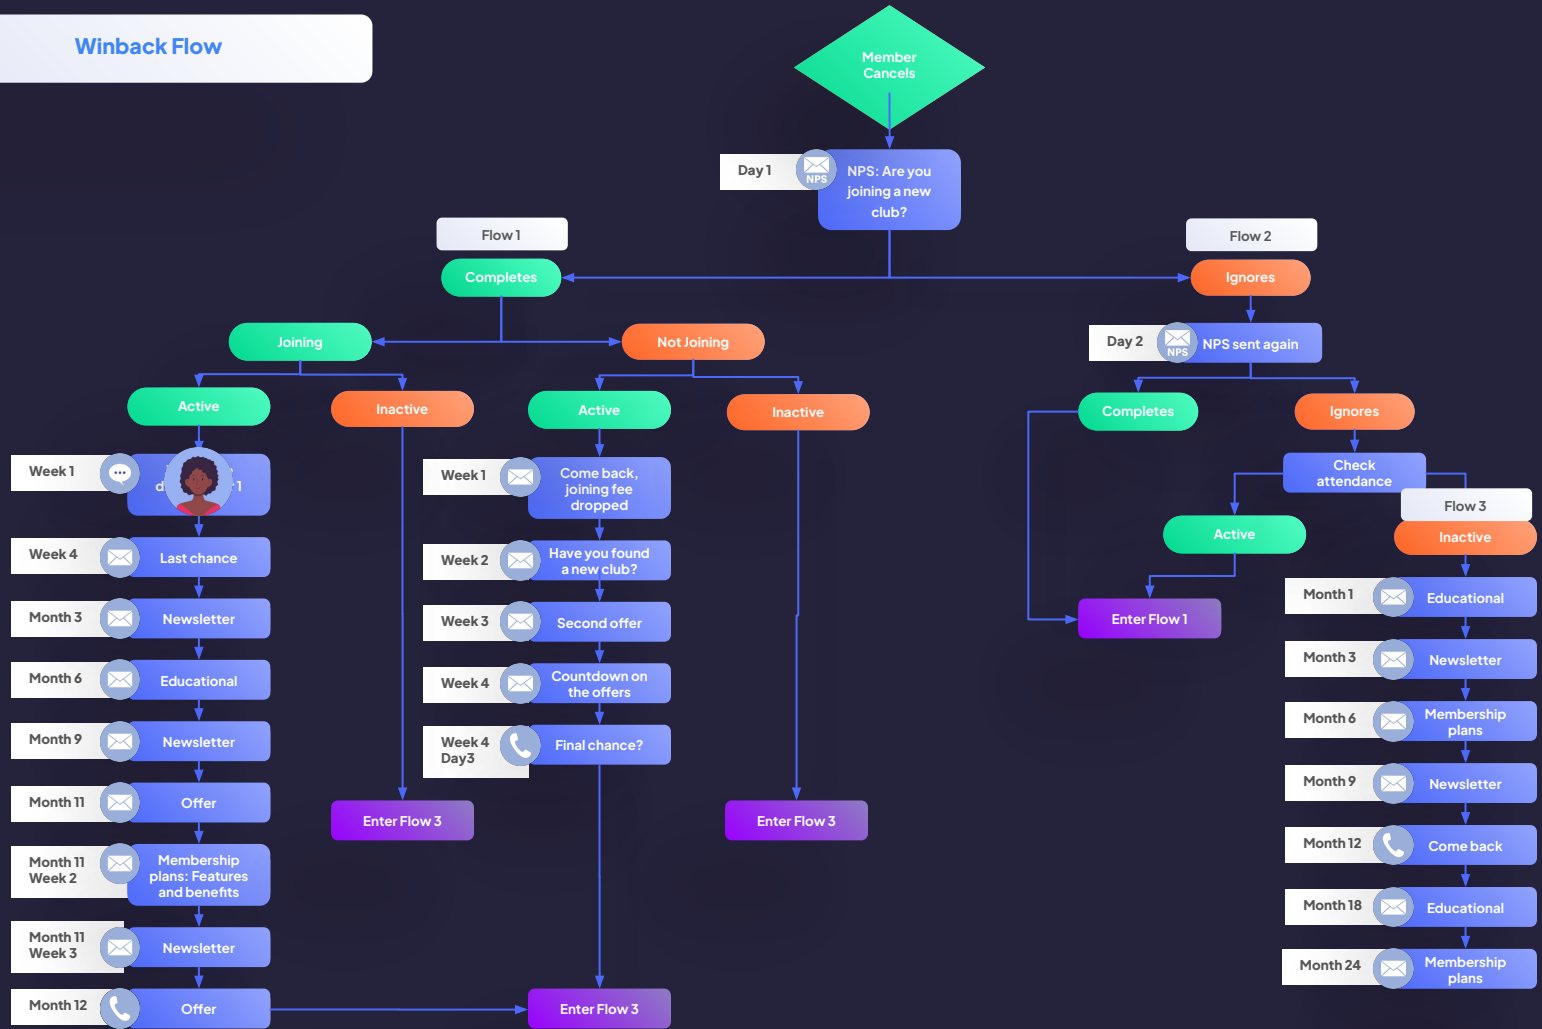 Winback Flow
Member
Cancels
Day 1
NPS
NPS: Are you
joining a new
club?
Flow 1
Flow 2
Completes
Ignores
Joining
Not Joining
Day 2
NPS
NPS sent again
Active
Inactive
Active
Inactive
Completes
Ignores
Week 1
1
Week 1
Come back,
joining fee
dropped
Check
attendance
Flow 3
Active
Inactive
Week 4
Last chance
Week 2
Have you found
a new club?
Month 1
Educational
Month 3
Newsletter
Week 3
Second offer
Enter Flow 1
Month 3
Newsletter
Month 6
Educational
Week 4
Countdown on
the offers
Month 6
Membership
plans
Month 9
Newsletter
Week 4
Day3
Final chance?
Month 9
Newsletter
Month 11
Offer
Enter Flow 3
Enter Flow 3
Month 12
Come back
Month 11
Week 2
Membership
plans: Features
and benefits
Month 18
Educational
Month 11
Week 3
Newsletter
Month 24
Membership
plans
Month 12
Offer
Enter Flow 3